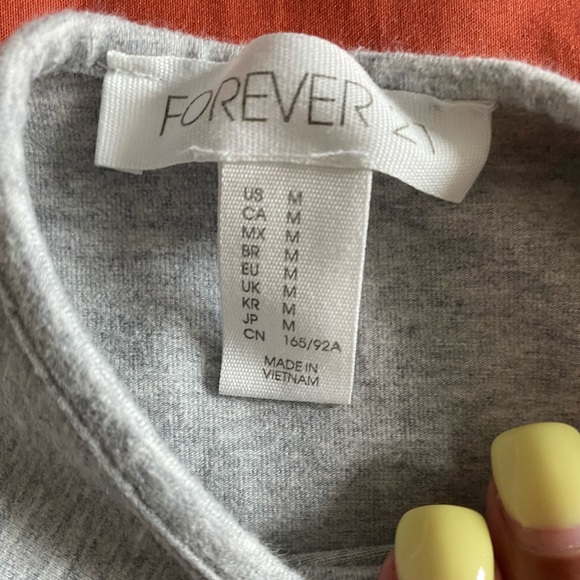 FOREVER 21
US M
CA M
MX M
BR M
EU M
UK M
KR M
JP M
CN 165/92A
MADE IN
VIETNAM